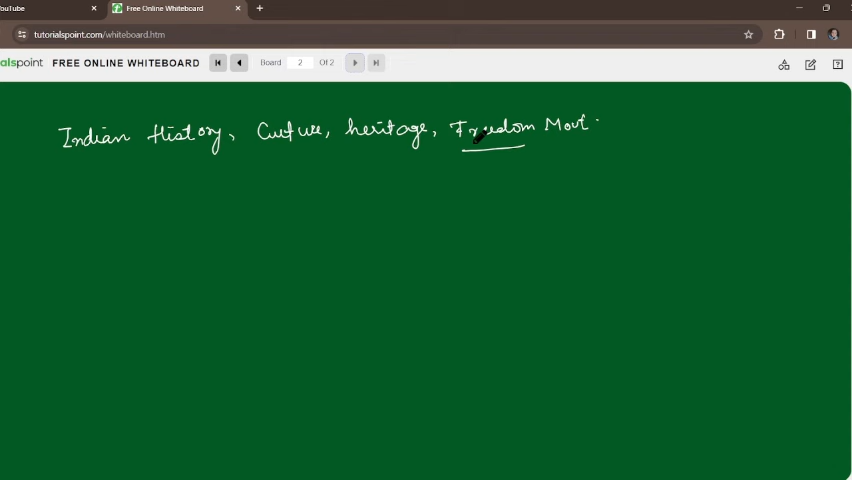 YouTube
Free Online Whiteboard
tutorialspoint.com/whiteboard.htm
alspoint FREE ONLINE WHITEBOARD Board 2 Of 2
Indian History, Culture, heritage, Freedom Movt.